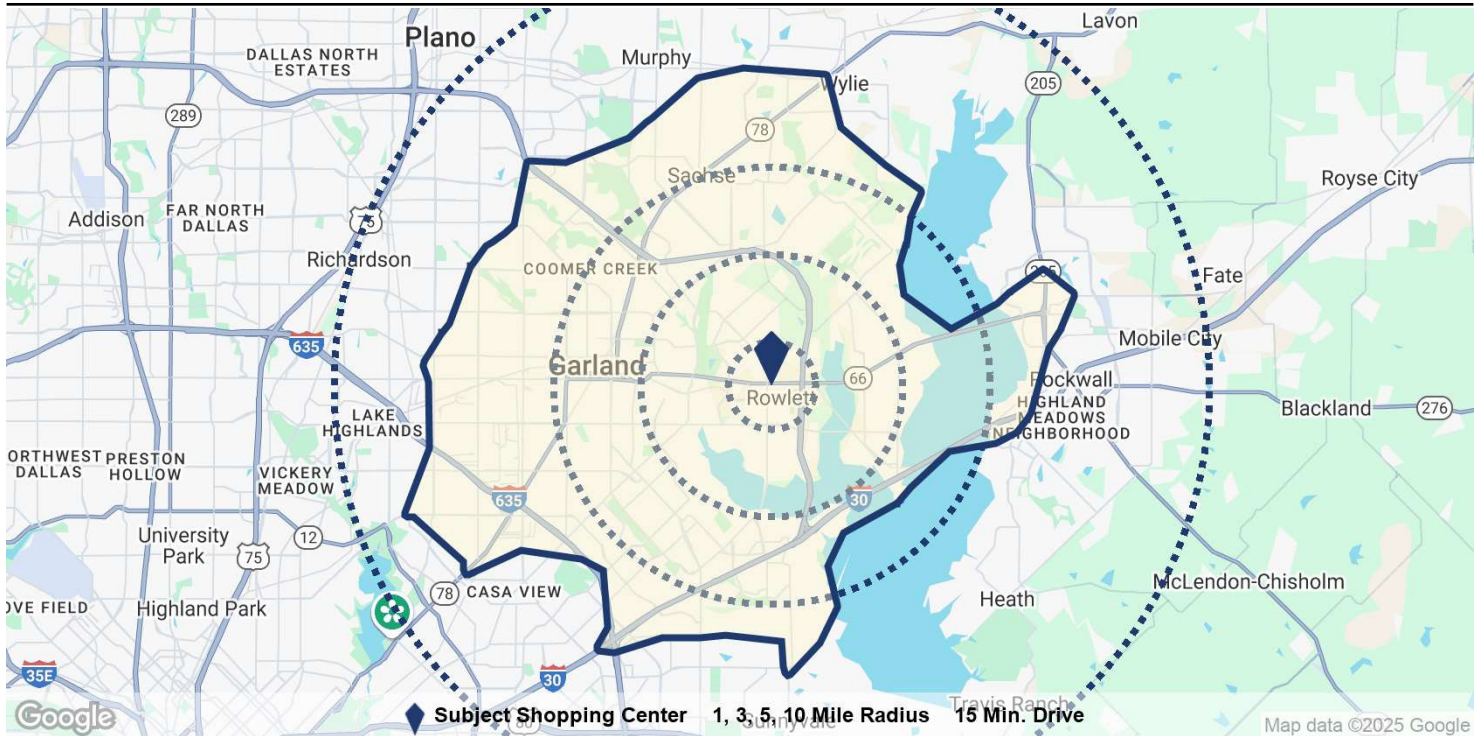 Lavon
Plano
DALLAS NORTH
ESTATES
Murphy
Wylie
205
289
78
Sachse
Royse City
Addison
FAR NORTH
DALLAS
75
Richardson
COOMER CREEK
205
Fate
635
Mobile City
Garland
66
Rowlett
Rockwall
HIGHLAND
MEADOWS
NEIGHBORHOOD
Blackland
276
LAKE
HIGHLANDS
ORTHWEST
DALLAS
PRESTON
HOLLOW
VICKERY
MEADOW
635
30
University
Park
12
75
McLendon-Chisholm
78
CASA VIEW
Heath
OVE FIELD
Highland Park
35E
30
Travis Ranch
Google
80
Subject Shopping Center 1, 3, 5, 10 Mile Radius 15 Min. Drive
Sunnyvale
Map data ©2025 Google